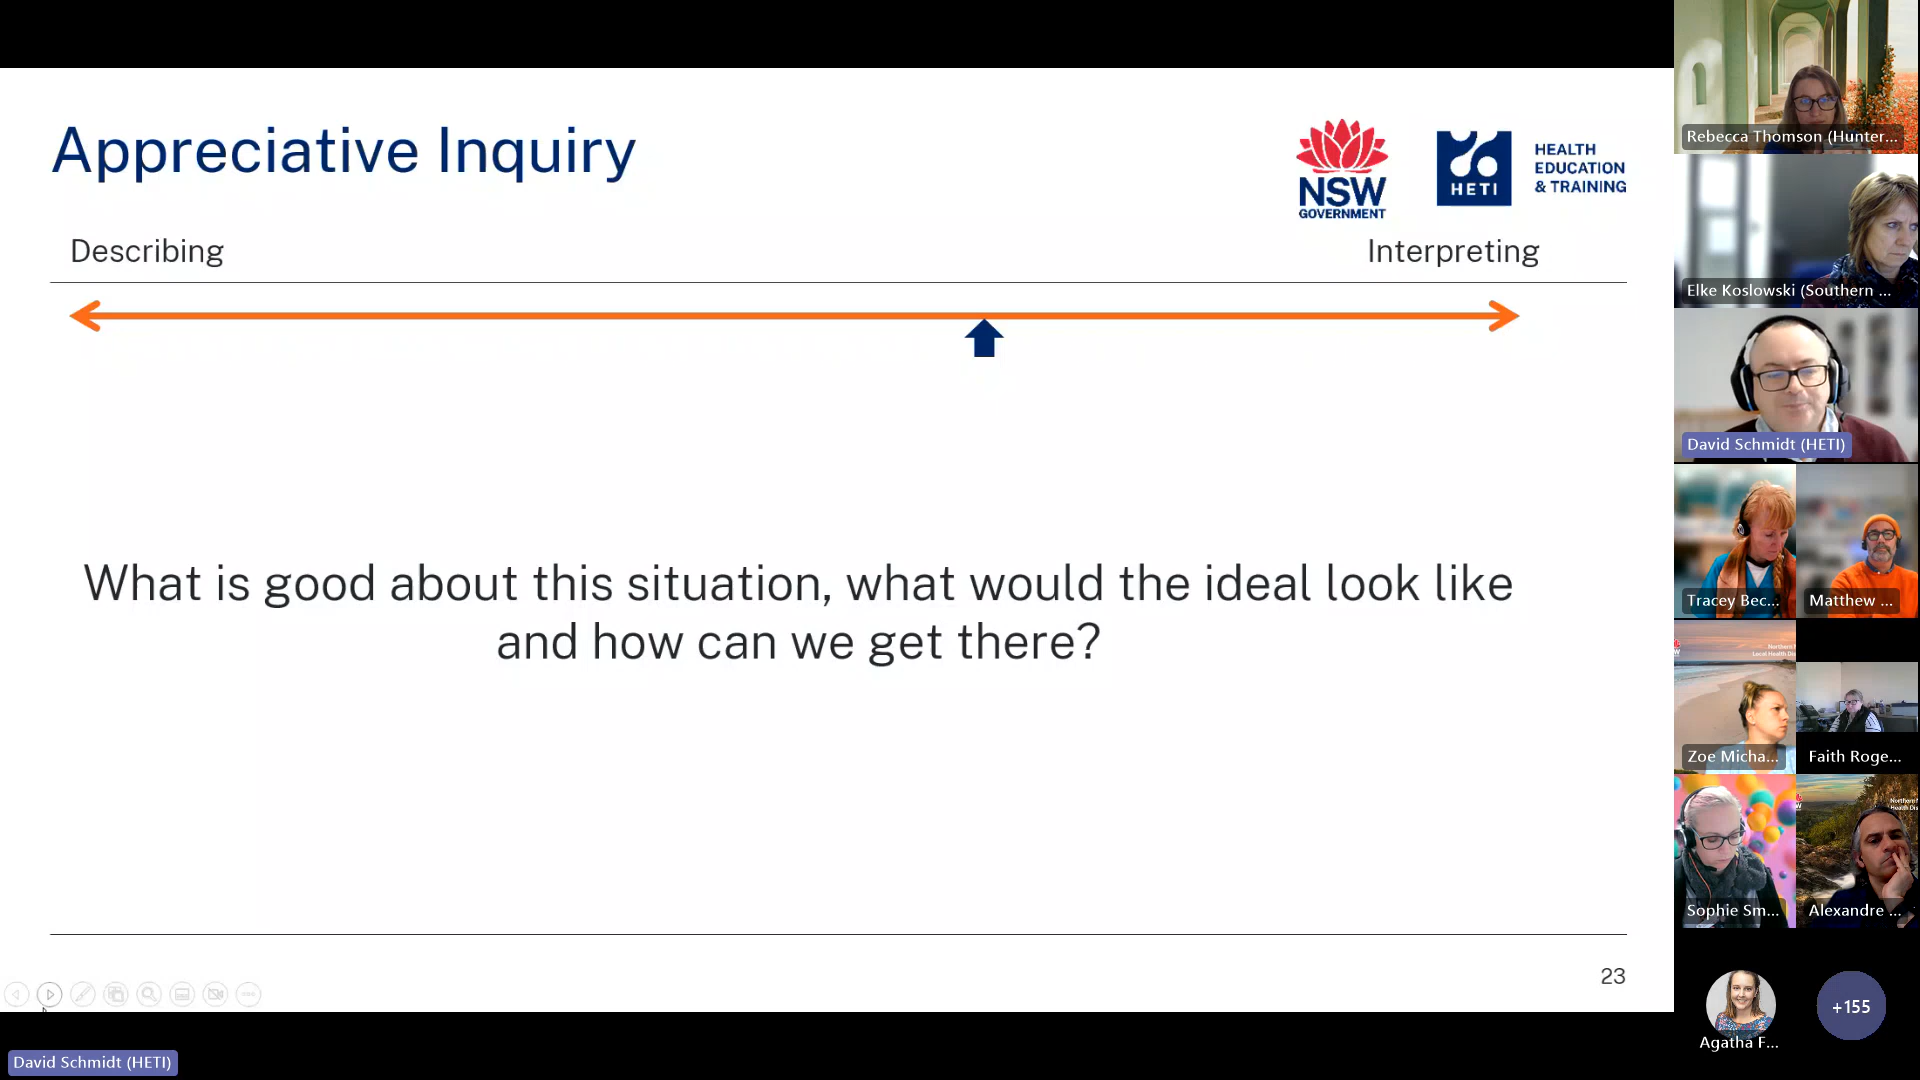 Appreciative Inquiry
NSW
GOVERNMENT
HETI
HEALTH
EDUCATION
& TRAINING
Describing
Interpreting
What is good about this situation, what would the ideal look like
and how can we get there?
23
David Schmidt (HETI)
Rebecca Thomson (Hunter...
Elke Koslowski (Southern ...
David Schmidt (HETI)
Tracey Bec...
Matthew ...
Zoe Micha...
Faith Roge...
Sophie Sm...
Alexandre ...
Agatha F...
+155